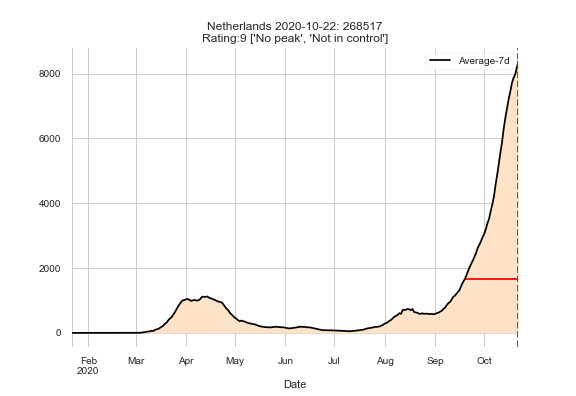 Netherlands 2020-10-22: 268517
Rating:9 ['No peak', 'Not in control']
Average-7d
8000
6000
4000
2000
0
Feb Mar Apr May Jun Jul Aug Sep Oct
2020
Date